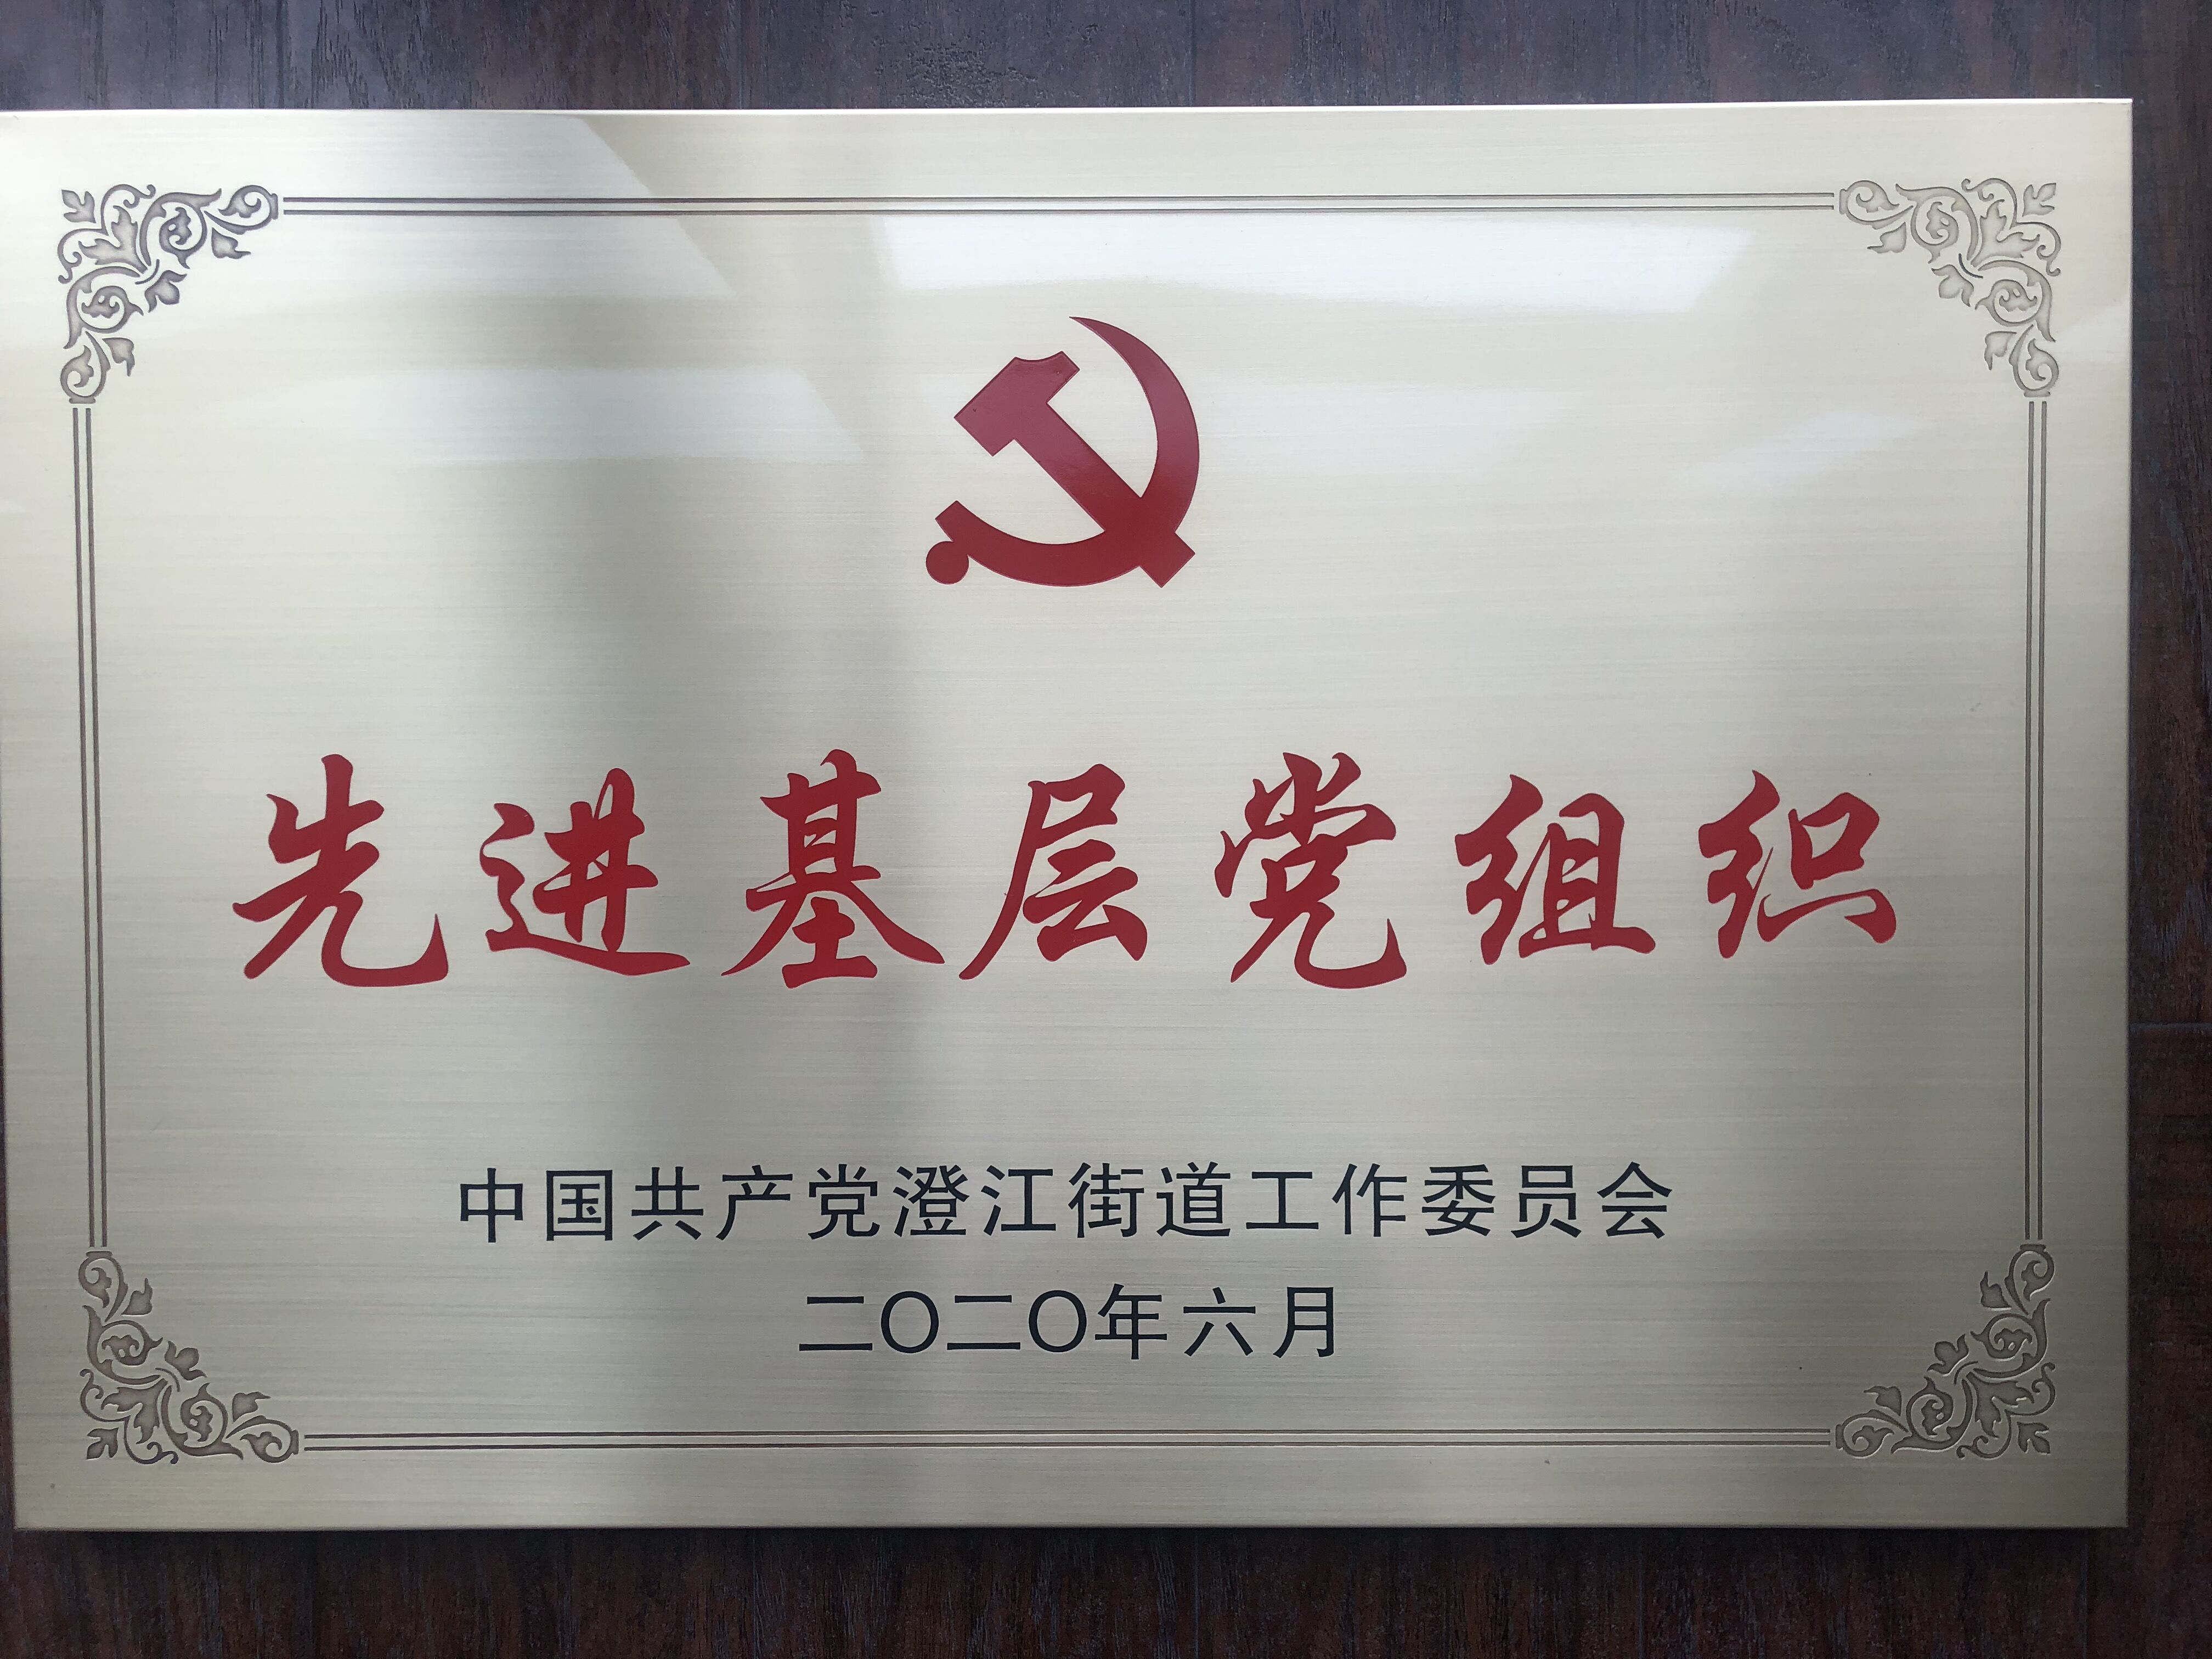 先进基层党组织
中国共产党澄江街道工作委员会
二〇二〇年六月